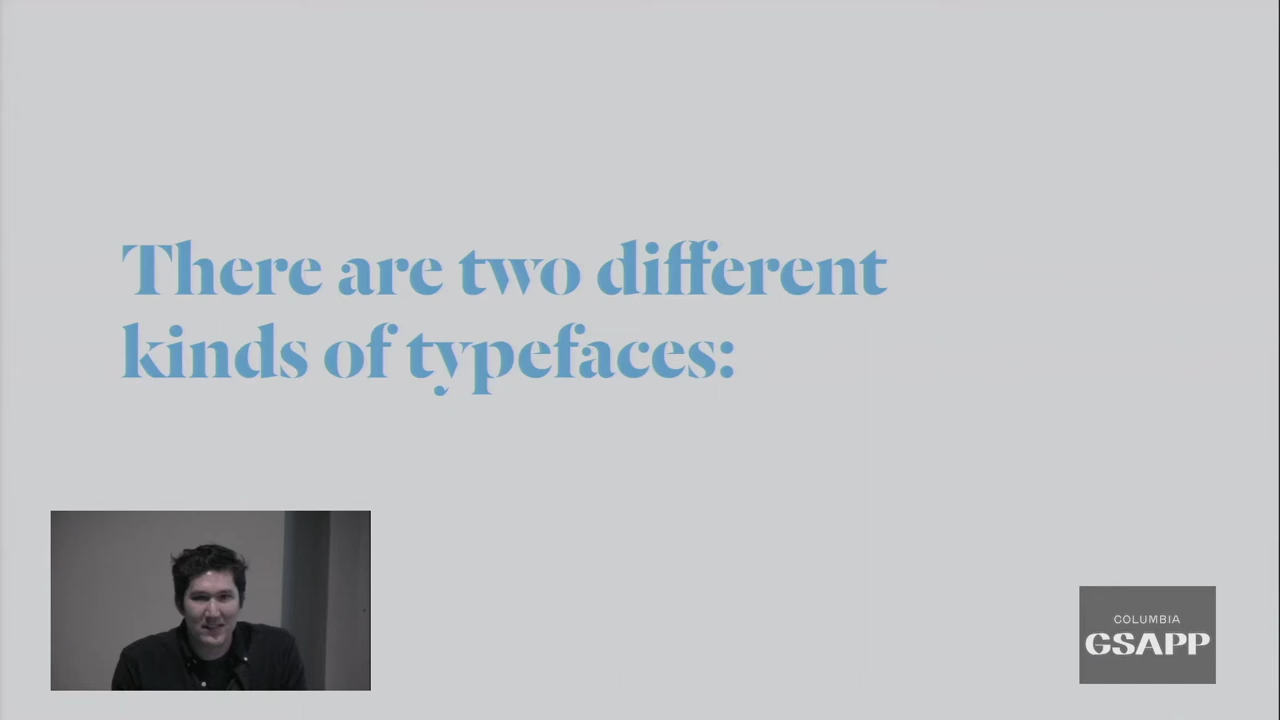 There are two different
kinds of typefaces:
COLUMBIA
GSAPP